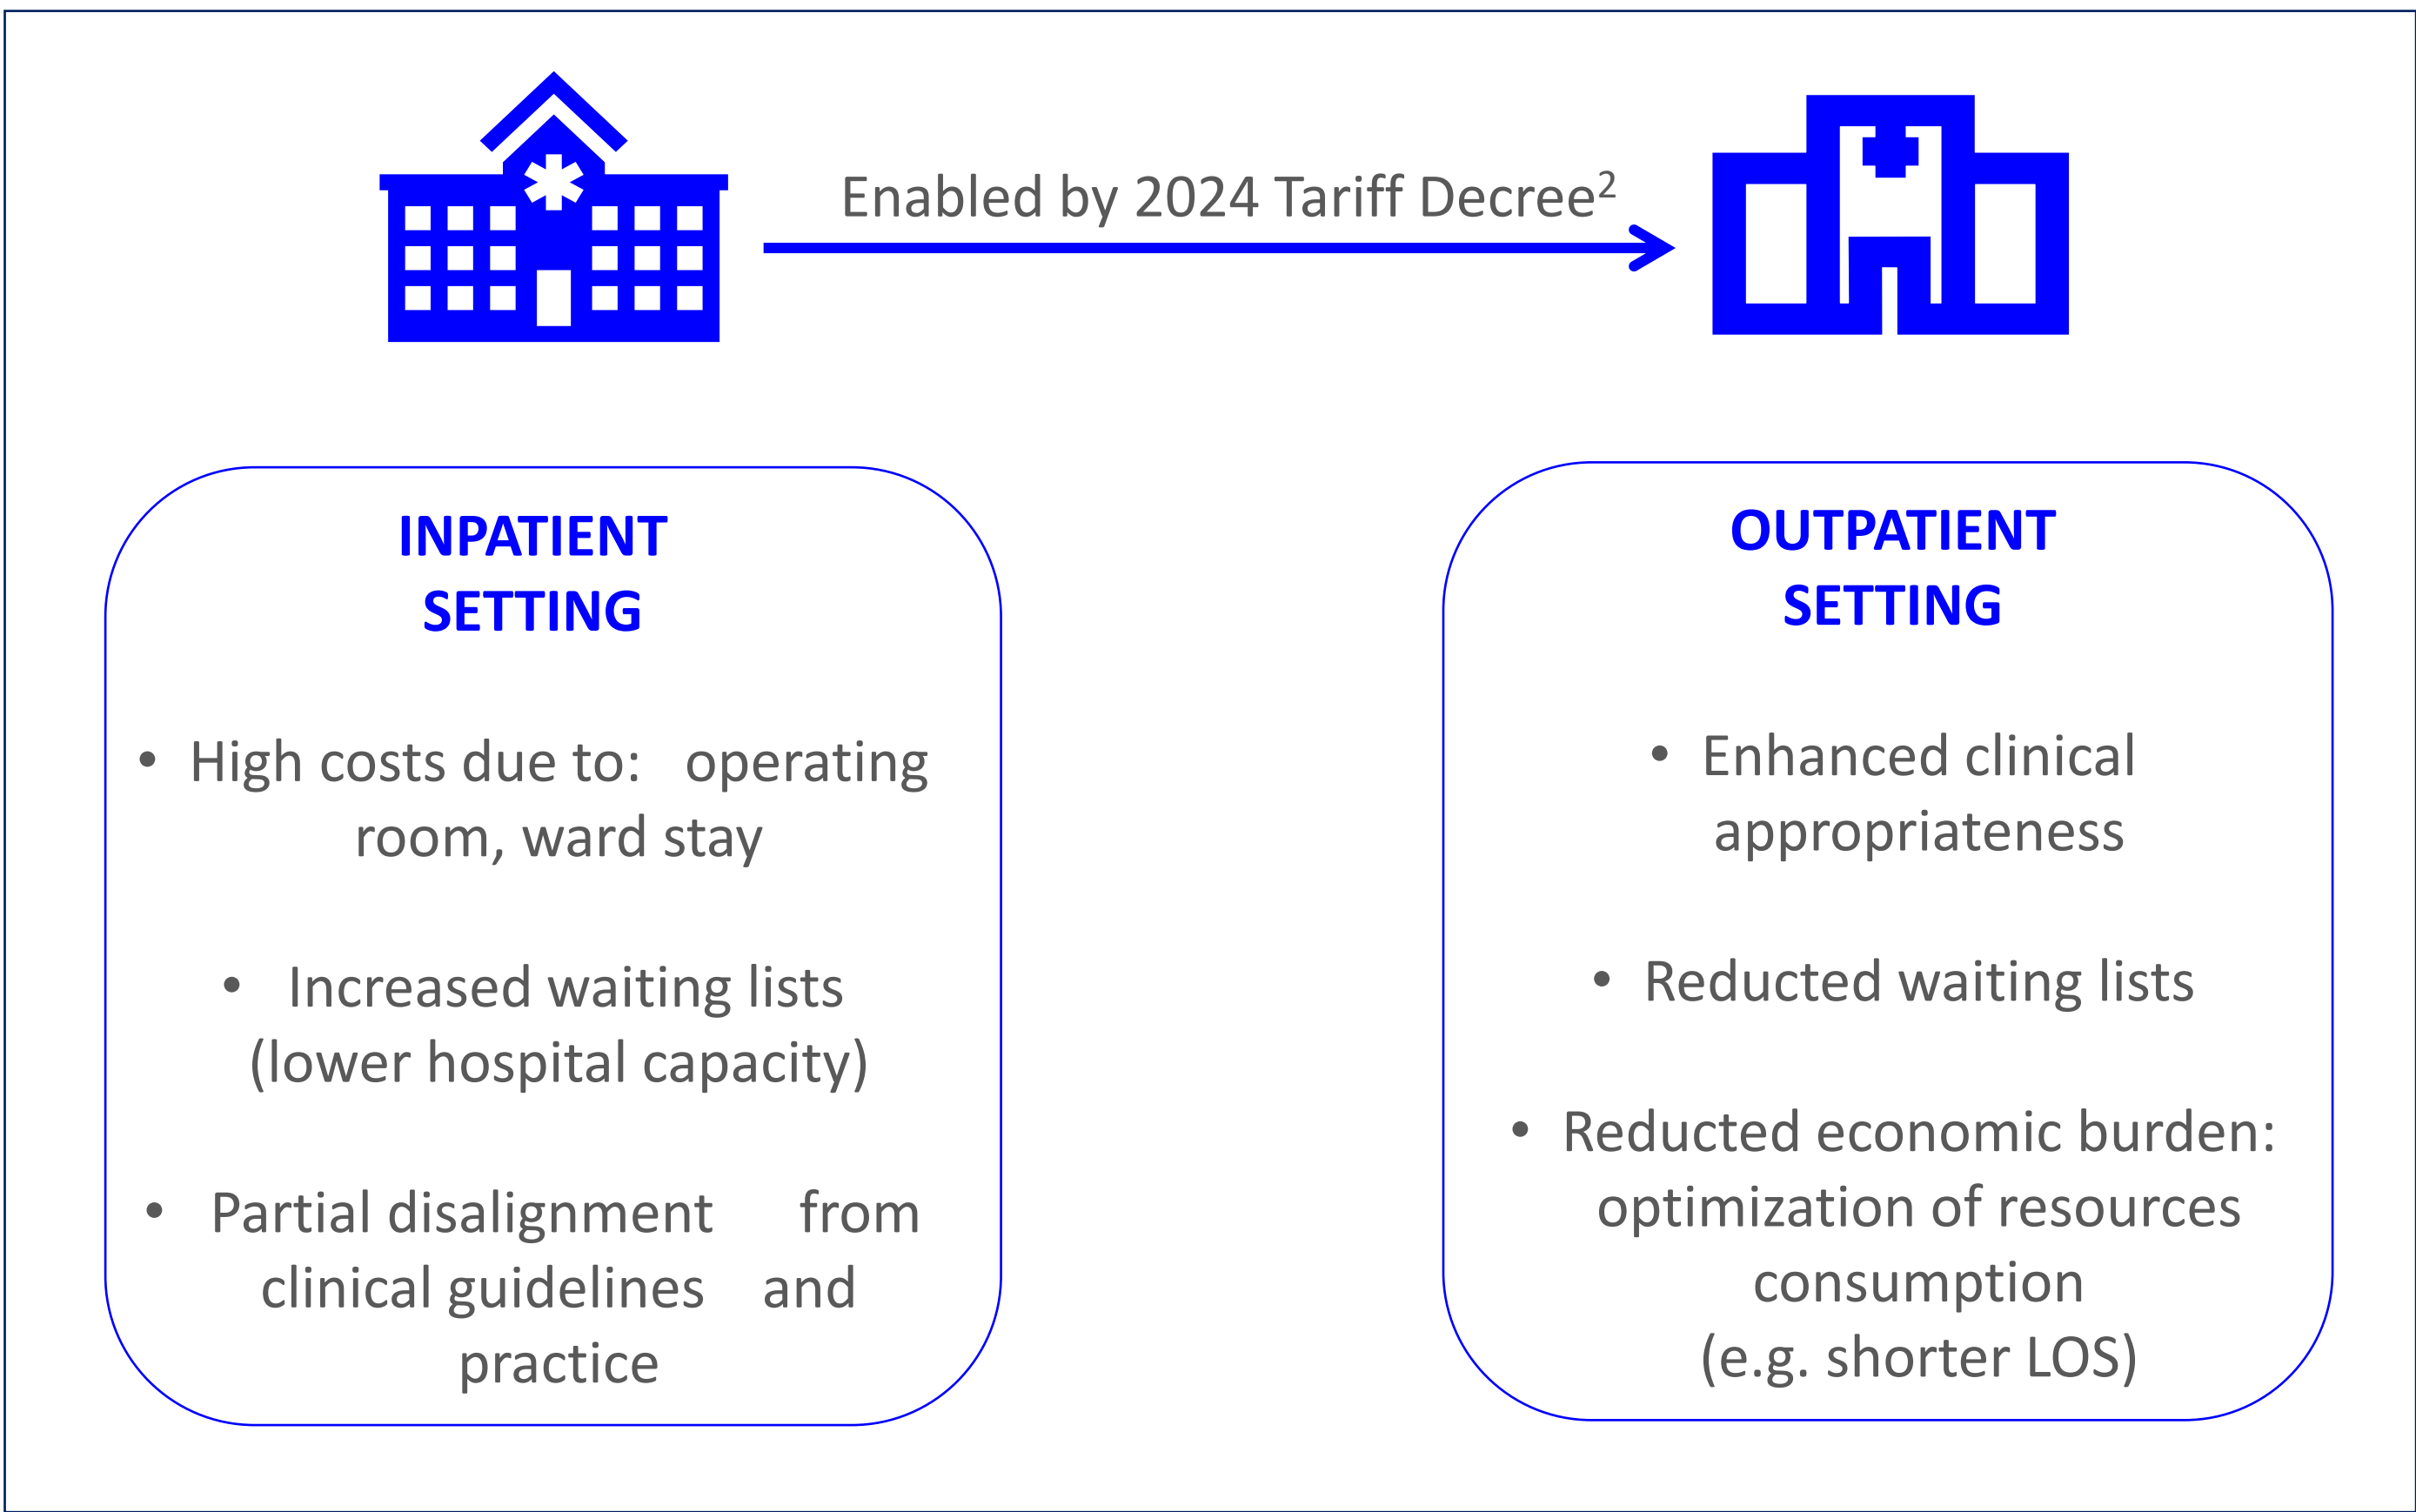 Enabled by 2024 Tariff Decree²
INPATIENT
SETTING
• High costs due to: operating
room, ward stay
• Increased waiting lists
(lower hospital capacity)
• Partial disalignment from
clinical guidelines and
practice
OUTPATIENT
SETTING
• Enhanced clinical
appropriateness
• Reducted waiting lists
• Reducted economic burden:
optimization of resources
consumption
(e.g. shorter LOS)